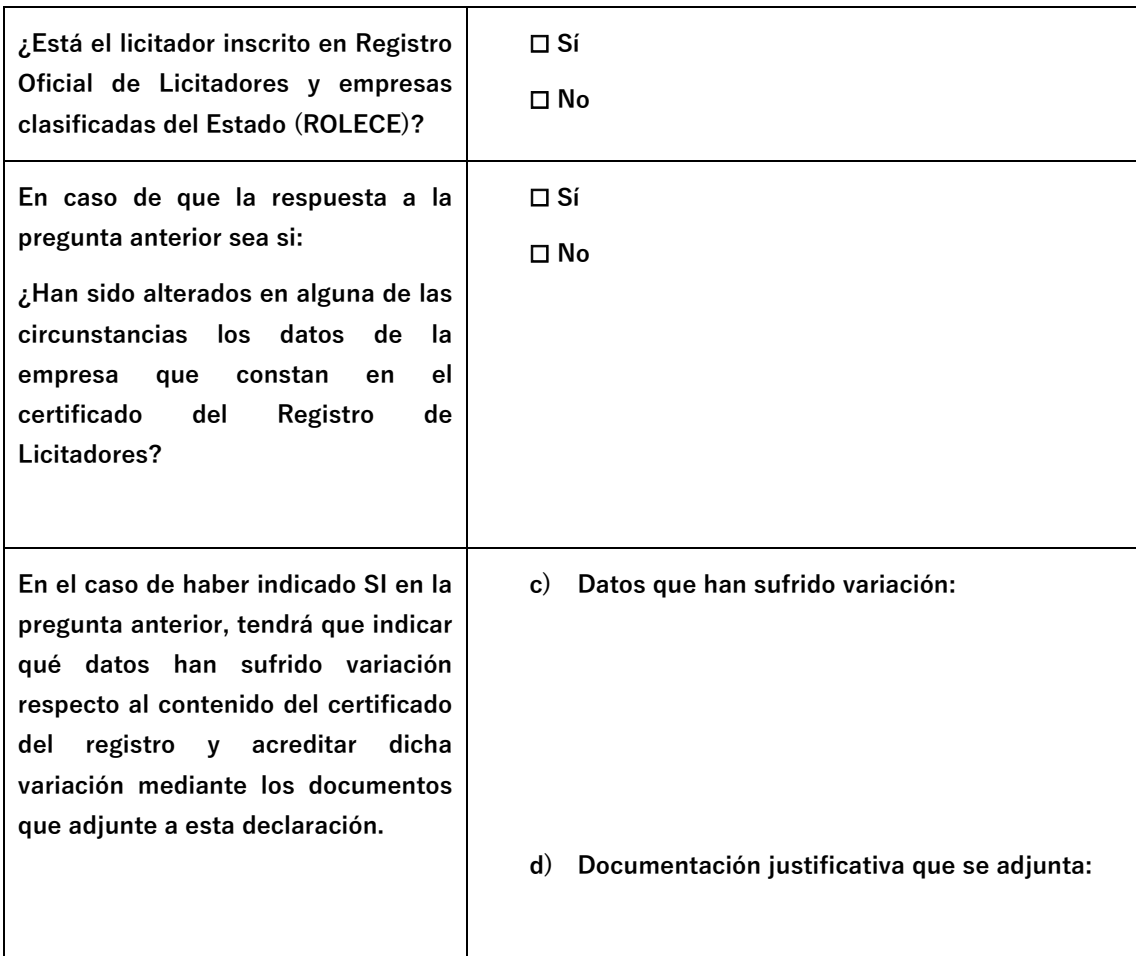 ¿Está el licitador inscrito en Registro
Oficial de Licitadores y empresas
clasificadas del Estado (ROLECE)?
☐ Sí
☐ No
En caso de que la respuesta a la
pregunta anterior sea si:
¿Han sido alterados en alguna de las
circunstancias los datos de la
empresa que constan en el
certificado del Registro de
Licitadores?
☐ Sí
☐ No
En el caso de haber indicado SI en la
pregunta anterior, tendrá que indicar
qué datos han sufrido variación
respecto al contenido del certificado
del registro y acreditar dicha
variación mediante los documentos
que adjunte a esta declaración.
c) Datos que han sufrido variación:
d) Documentación justificativa que se adjunta: